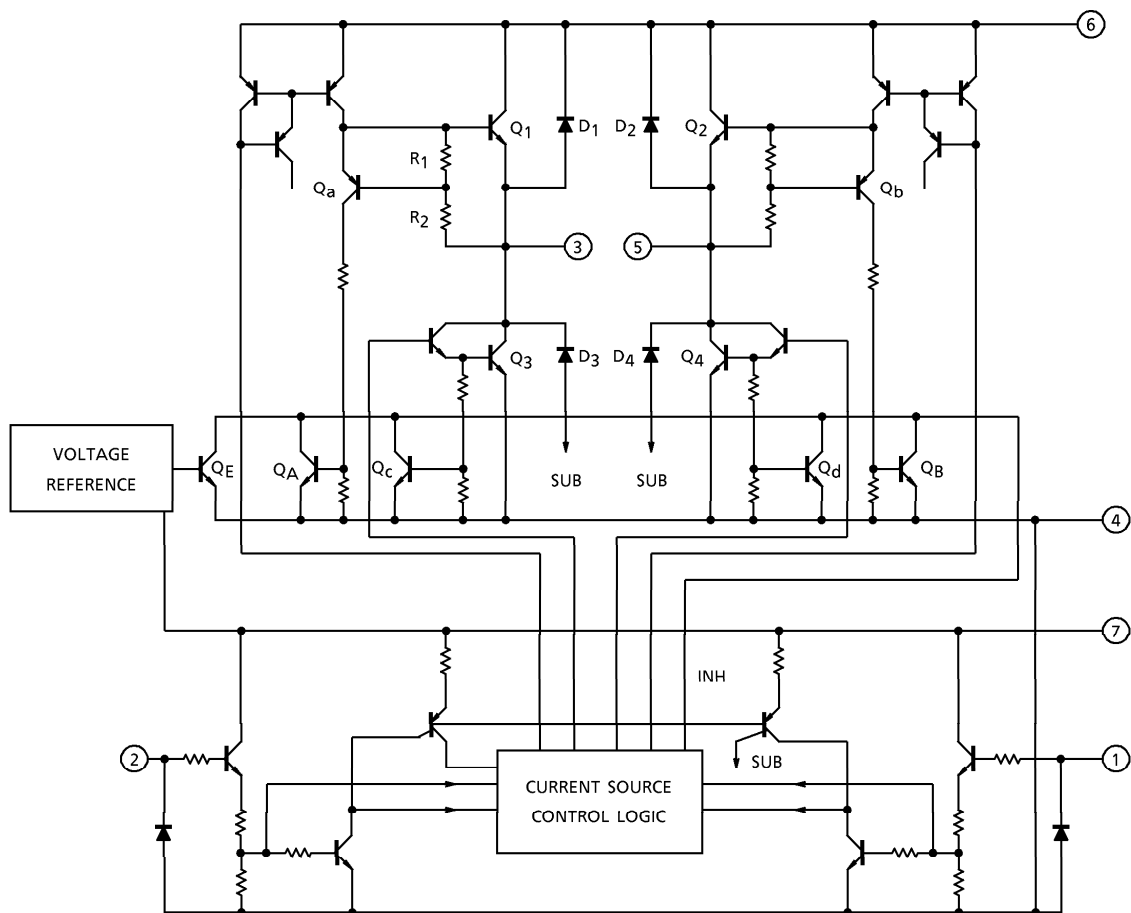 6
Q1
D1
D2
Q2
R1
Qa
Qb
R2
3
5
Q3
D3
D4
Q4
VOLTAGE
REFERENCE
QE
QA
Qc
SUB
SUB
Qd
QB
4
7
INH
2
SUB
1
CURRENT SOURCE
CONTROL LOGIC